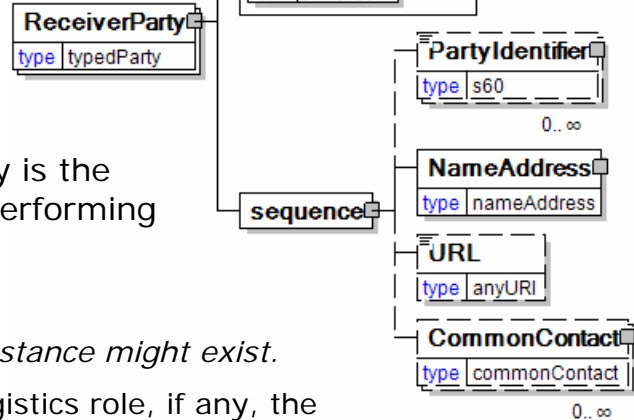 ReceiverParty
type typedParty
PartyIdentifier
type s60
0.. ∞
y is the
erforming
NameAddress
type nameAddress
sequence
URL
type anyURI
stance might exist.
CommonContact
type commonContact
gistics role, if any, the
0.. ∞